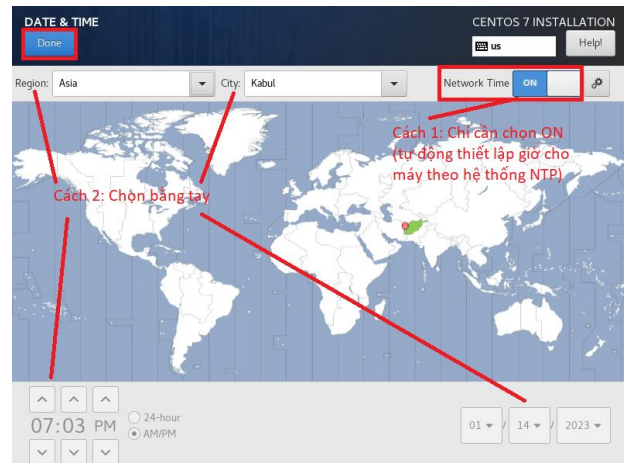 DATE & TIME
CENTOS 7 INSTALLATION
Done
us
Help!
Region: Asia
City: Kabul
Network Time ON
Cách 1: Chỉ cần chọn ON
(tự động thiết lập giờ cho
máy theo hệ thống NTP)
Cách 2: Chọn bằng tay
07:03 PM
24-hour
AM/PM
01 / 14 / 2023